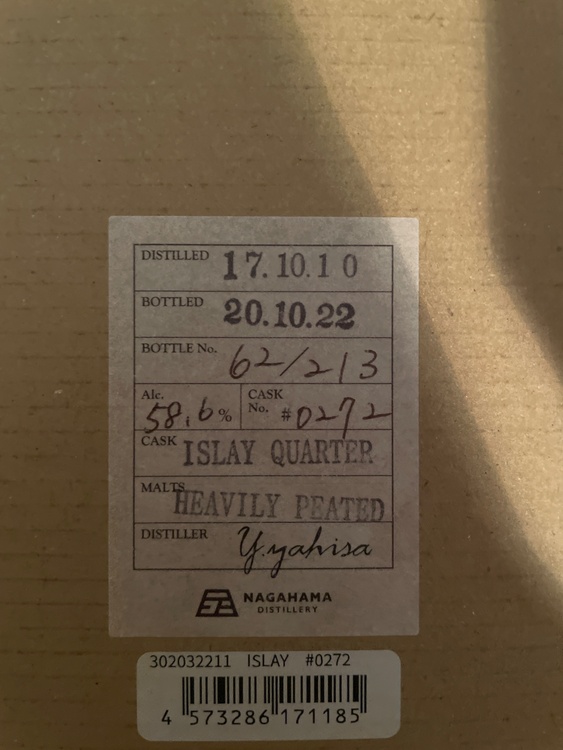 DISTILLED 17.10.10
BOTTLED 20.10.22
BOTTLE No. 62/213
Alc. 58.6% CASK No. #0272
CASK ISLAY QUARTER
MALTS HEAVILY PEATED
DISTILLER Y.yahisa
NAGAHAMA
DISTILLERY
302032211 ISLAY #0272
4 573286 171185